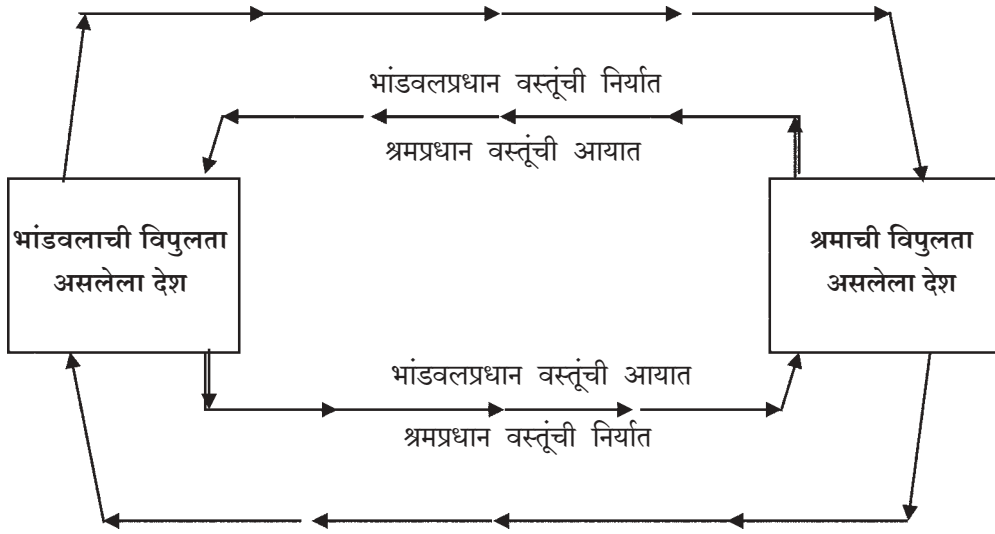 भांडवलप्रधान वस्तूंची निर्यात
श्रमप्रधान वस्तूंची आयात
भांडवलाची विपुलता
असलेला देश
श्रमाची विपुलता
असलेला देश
भांडवलप्रधान वस्तूंची आयात
श्रमप्रधान वस्तूंची निर्यात